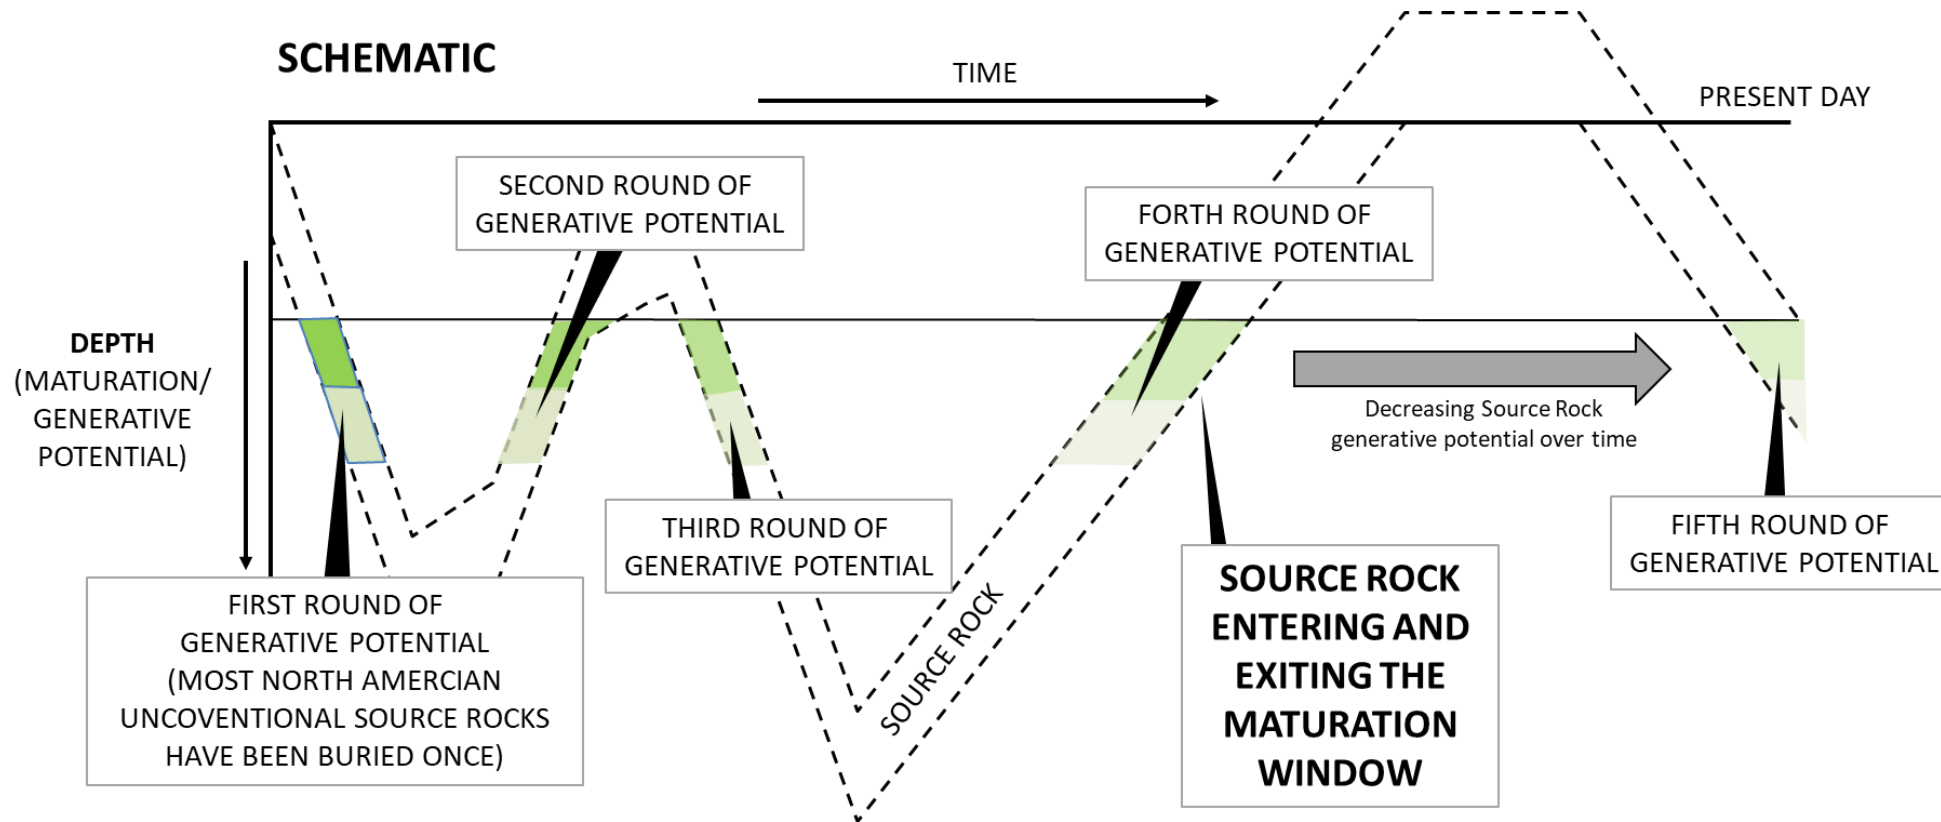 SCHEMATIC
TIME
PRESENT DAY
SECOND ROUND OF
GENERATIVE POTENTIAL
FORTH ROUND OF
GENERATIVE POTENTIAL
DEPTH
(MATURATION/
GENERATIVE
POTENTIAL)
Decreasing Source Rock
generative potential over time
THIRD ROUND OF
GENERATIVE POTENTIAL
FIFTH ROUND OF
GENERATIVE POTENTIAL
SOURCE ROCK
FIRST ROUND OF
GENERATIVE POTENTIAL
(MOST NORTH AMERCIAN
UNCOVENTIONAL SOURCE ROCKS
HAVE BEEN BURIED ONCE)
SOURCE ROCK
ENTERING AND
EXITING THE
MATURATION
WINDOW